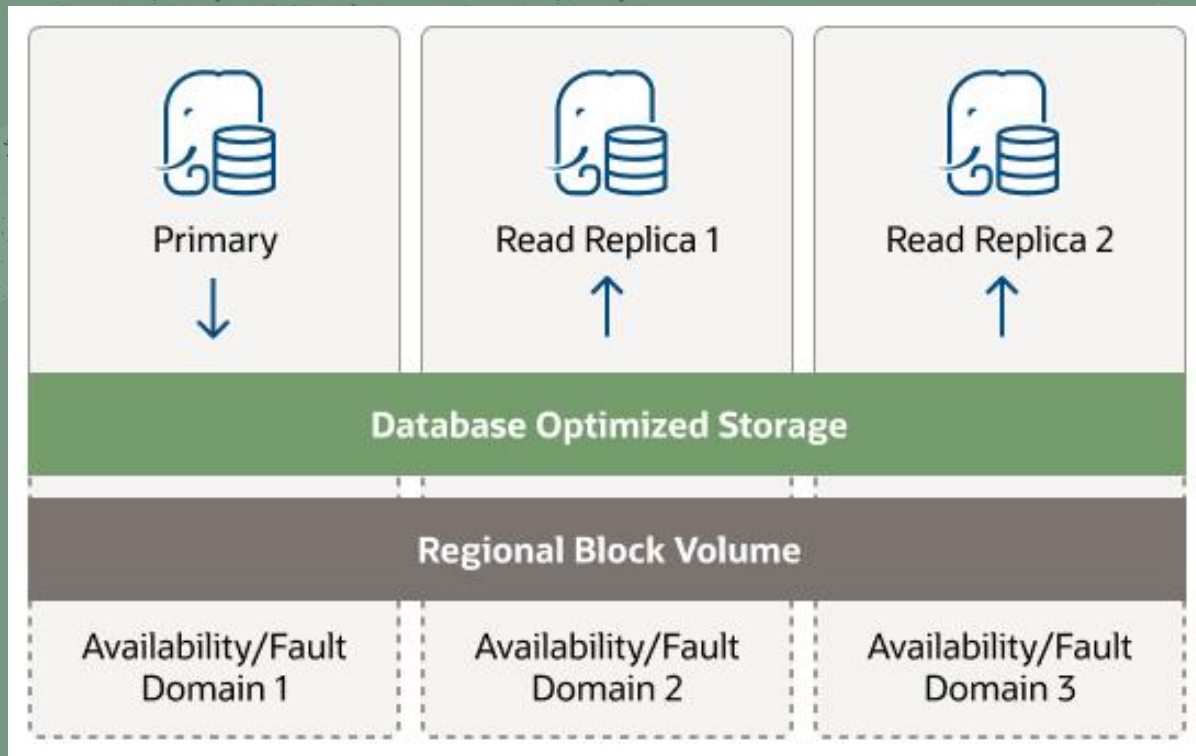 Primary
Read Replica 1
Read Replica 2
Database Optimized Storage
Regional Block Volume
Availability/Fault
Domain 1
Availability/Fault
Domain 2
Availability/Fault
Domain 3